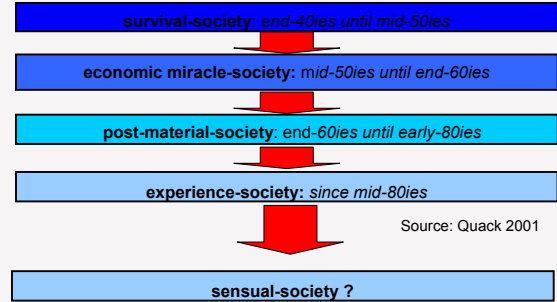 survival-society: end-40ies until mid-50ies
economic miracle-society: mid-50ies until end-60ies
post-material-society: end-60ies until early-80ies
experience-society: since mid-80ies
Source: Quack 2001
sensual-society ?